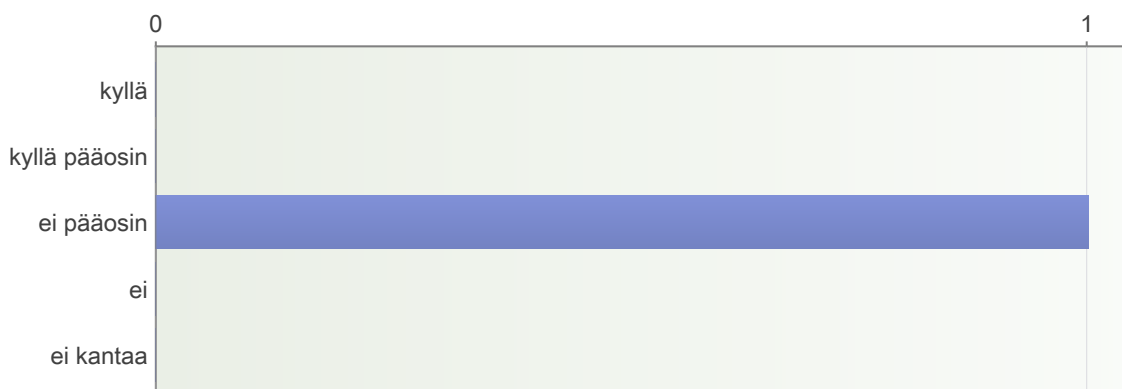 0 1
kyllä
kyllä pääosin
ei pääosin
ei
ei kantaa